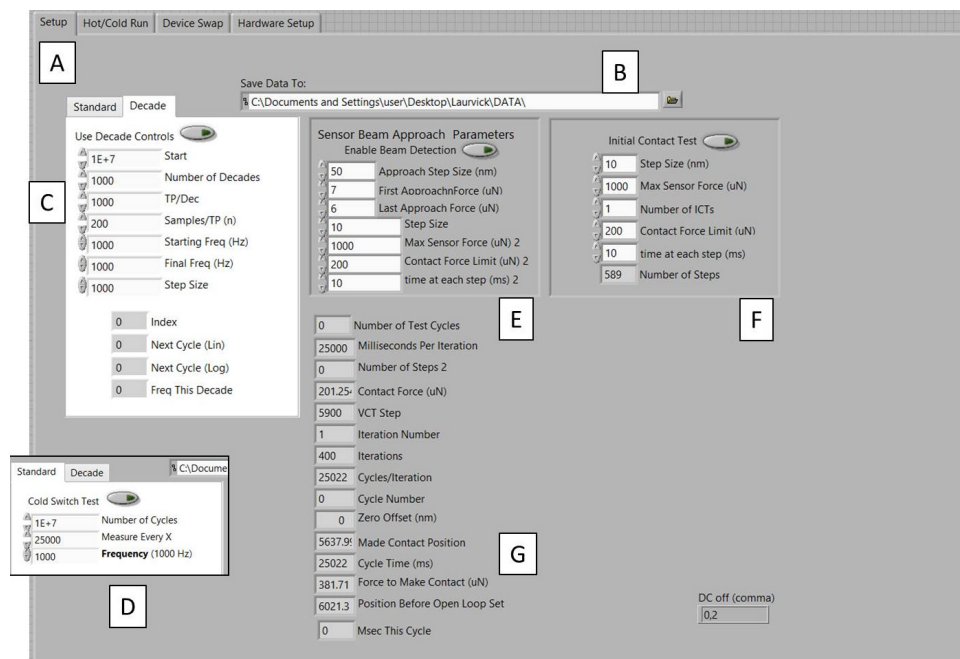 Setup Hot/Cold Run Device Swap Hardware Setup
A
B
Save Data To:
C:\Documents and Settings\user\Desktop\Laurvick\DATA\
Standard Decade
Use Decade Controls
1E+7 Start
1000 Number of Decades
1000 TP/Dec
200 Samples/TP (n)
1000 Starting Freq (Hz)
1000 Final Freq (Hz)
1000 Step Size
0 Index
0 Next Cycle (Lin)
0 Next Cycle (Log)
0 Freq This Decade
C
Sensor Beam Approach Parameters
Enable Beam Detection
50 Approach Step Size (nm)
7 First ApproachnForce (uN)
6 Last Approach Force (uN)
10 Step Size
1000 Max Sensor Force (uN) 2
200 Contact Force Limit (uN) 2
10 time at each step (ms) 2
E
Initial Contact Test
10 Step Size (nm)
1000 Max Sensor Force (uN)
1 Number of ICTs
200 Contact Force Limit (uN)
10 time at each step (ms)
589 Number of Steps
F
0 Number of Test Cycles
25000 Milliseconds Per Iteration
0 Number of Steps 2
201.254 Contact Force (uN)
5900 VCT Step
1 Iteration Number
400 Iterations
25022 Cycles/Iteration
0 Cycle Number
0 Zero Offset (nm)
5637.99 Made Contact Position
25022 Cycle Time (ms)
381.71 Force to Make Contact (uN)
6021.3 Position Before Open Loop Set
0 Msec This Cycle
G
Standard Decade C:\Docume
Cold Switch Test
1E+7 Number of Cycles
25000 Measure Every X
1000 Frequency (1000 Hz)
D
DC off (comma)
0,2